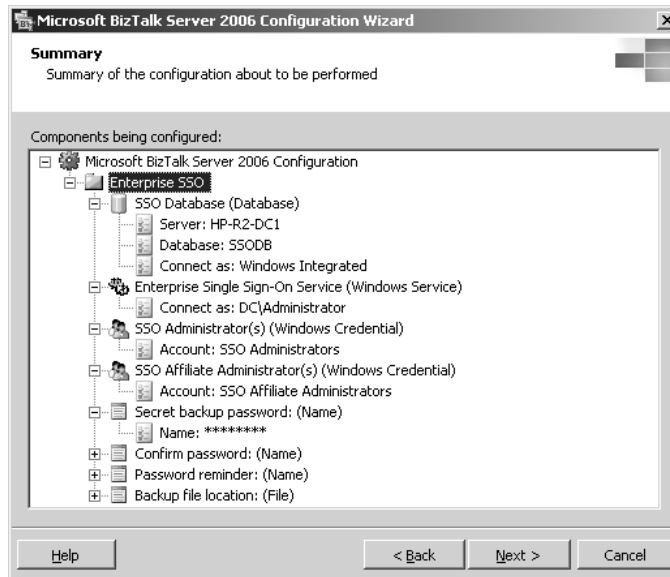 Microsoft BizTalk Server 2006 Configuration Wizard
Summary
Summary of the configuration about to be performed
Components being configured:
Microsoft BizTalk Server 2006 Configuration
Enterprise SSO
SSO Database (Database)
Server: HP-R2-DC1
Database: SSODB
Connect as: Windows Integrated
Enterprise Single Sign-On Service (Windows Service)
Connect as: DC\Administrator
SSO Administrator(s) (Windows Credential)
Account: SSO Administrators
SSO Affiliate Administrator(s) (Windows Credential)
Account: SSO Affiliate Administrators
Secret backup password: (Name)
Name: ********
Confirm password: (Name)
Password reminder: (Name)
Backup file location: (File)
Help < Back Next > Cancel